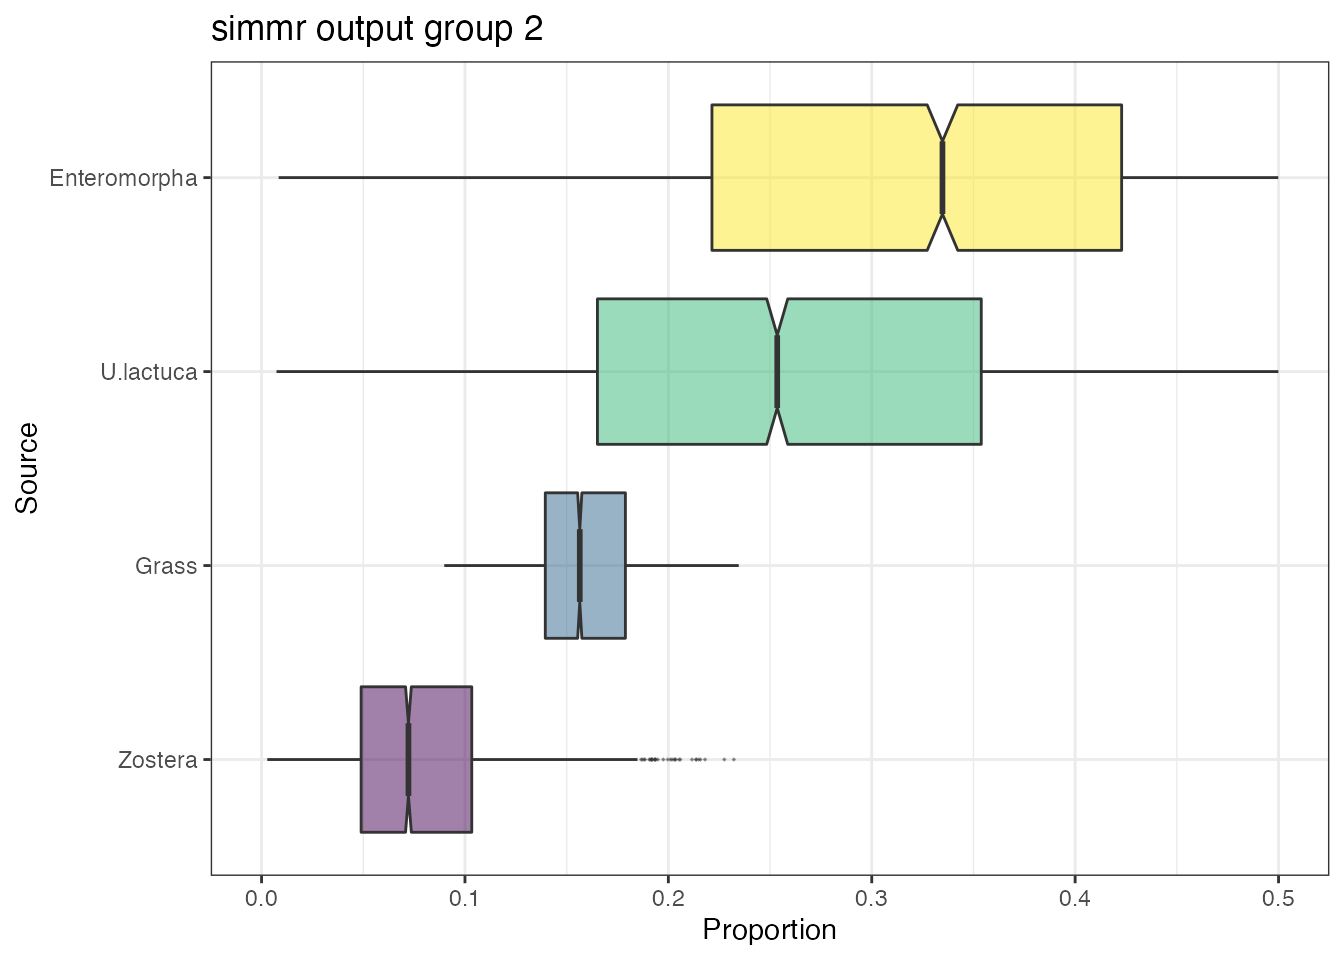 simmr output group 2
Enteromorpha
U.lactuca
Grass
Zostera
Source
0.0 0.1 0.2 0.3 0.4 0.5
Proportion